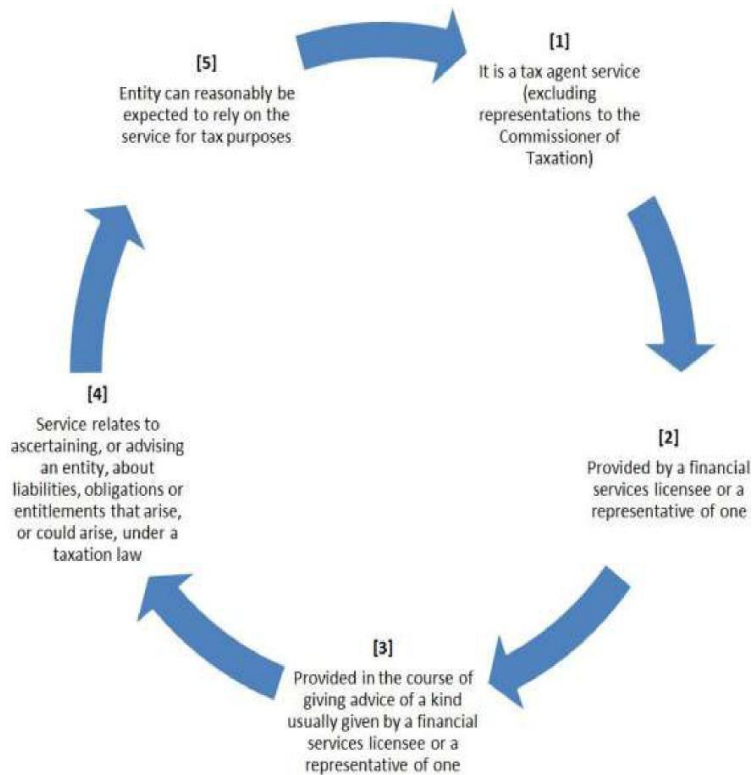 [1]
It is a tax agent service
(excluding
representations to the
Commissioner of
Taxation)
[2]
Provided by a financial
services licensee or a
representative of one
[3]
Provided in the course of
giving advice of a kind
usually given by a financial
services licensee or a
representative of one
[4]
Service relates to
ascertaining, or advising
an entity, about
liabilities, obligations or
entitlements that arise,
or could arise, under a
taxation law
[5]
Entity can reasonably be
expected to rely on the
service for tax purposes